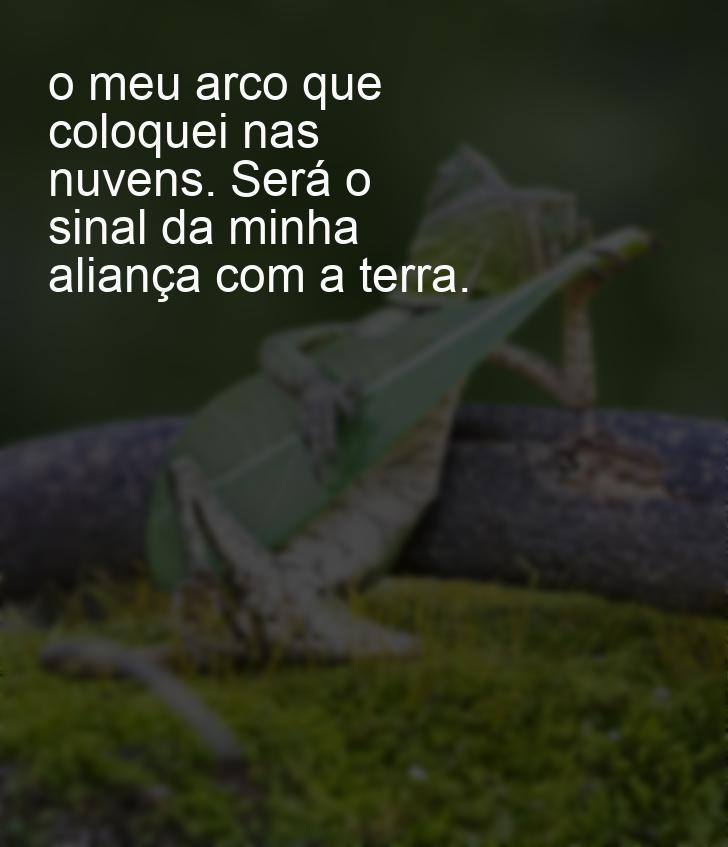 o meu arco que
coloquei nas
nuvens. Será o
sinal da minha
aliança com a terra.